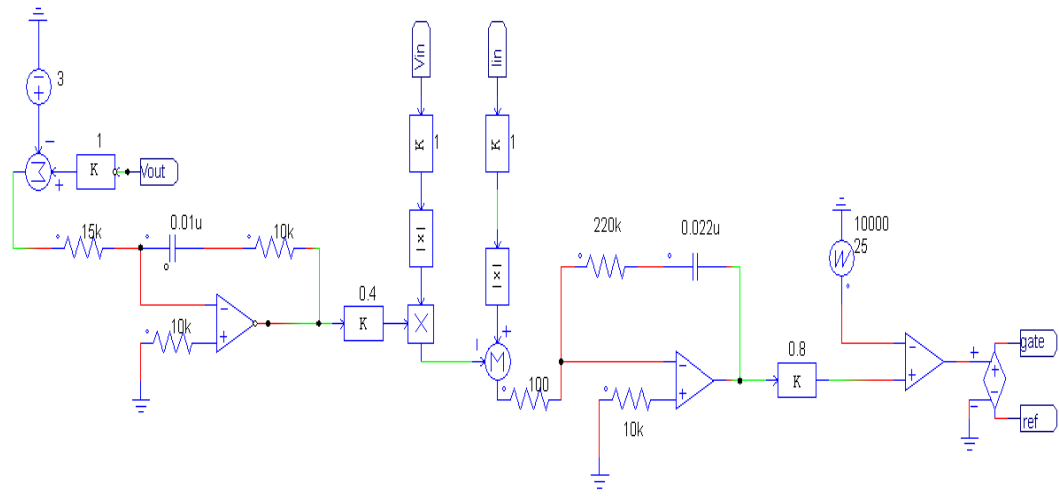 Vin
Iin
3
K
1
K
1
1
K
Vout
Σ
15k
0.01u
10k
|x|
|x|
220k
0.022u
10000
25
10k
0.4
K
X
Σ
100
10k
0.8
K
gate
ref